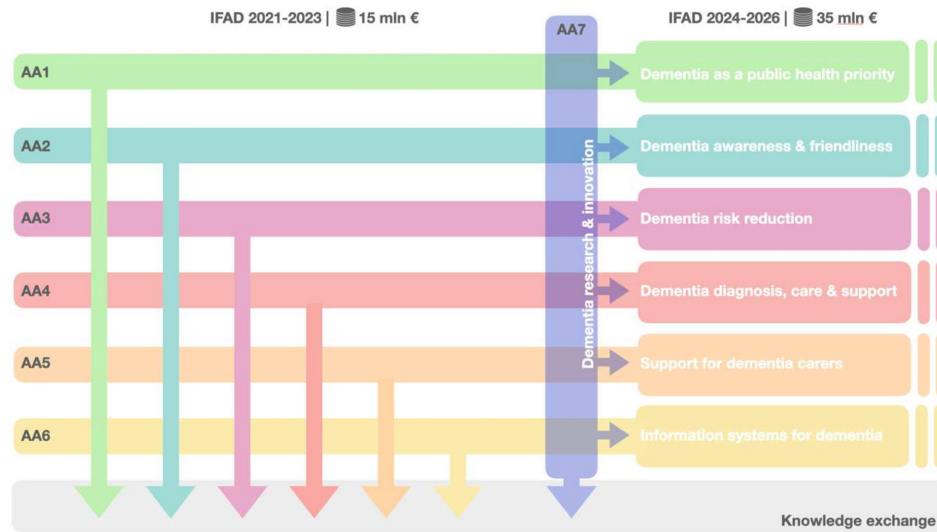 IFAD 2021-2023 | 15 mln €
IFAD 2024-2026 | 35 mln €
AA7
AA1
Dementia as a public health priority
AA2
Dementia awareness & friendliness
AA3
Dementia risk reduction
AA4
Dementia diagnosis, care & support
AA5
Support for dementia carers
AA6
Information systems for dementia
Dementia research & innovation
Knowledge exchange